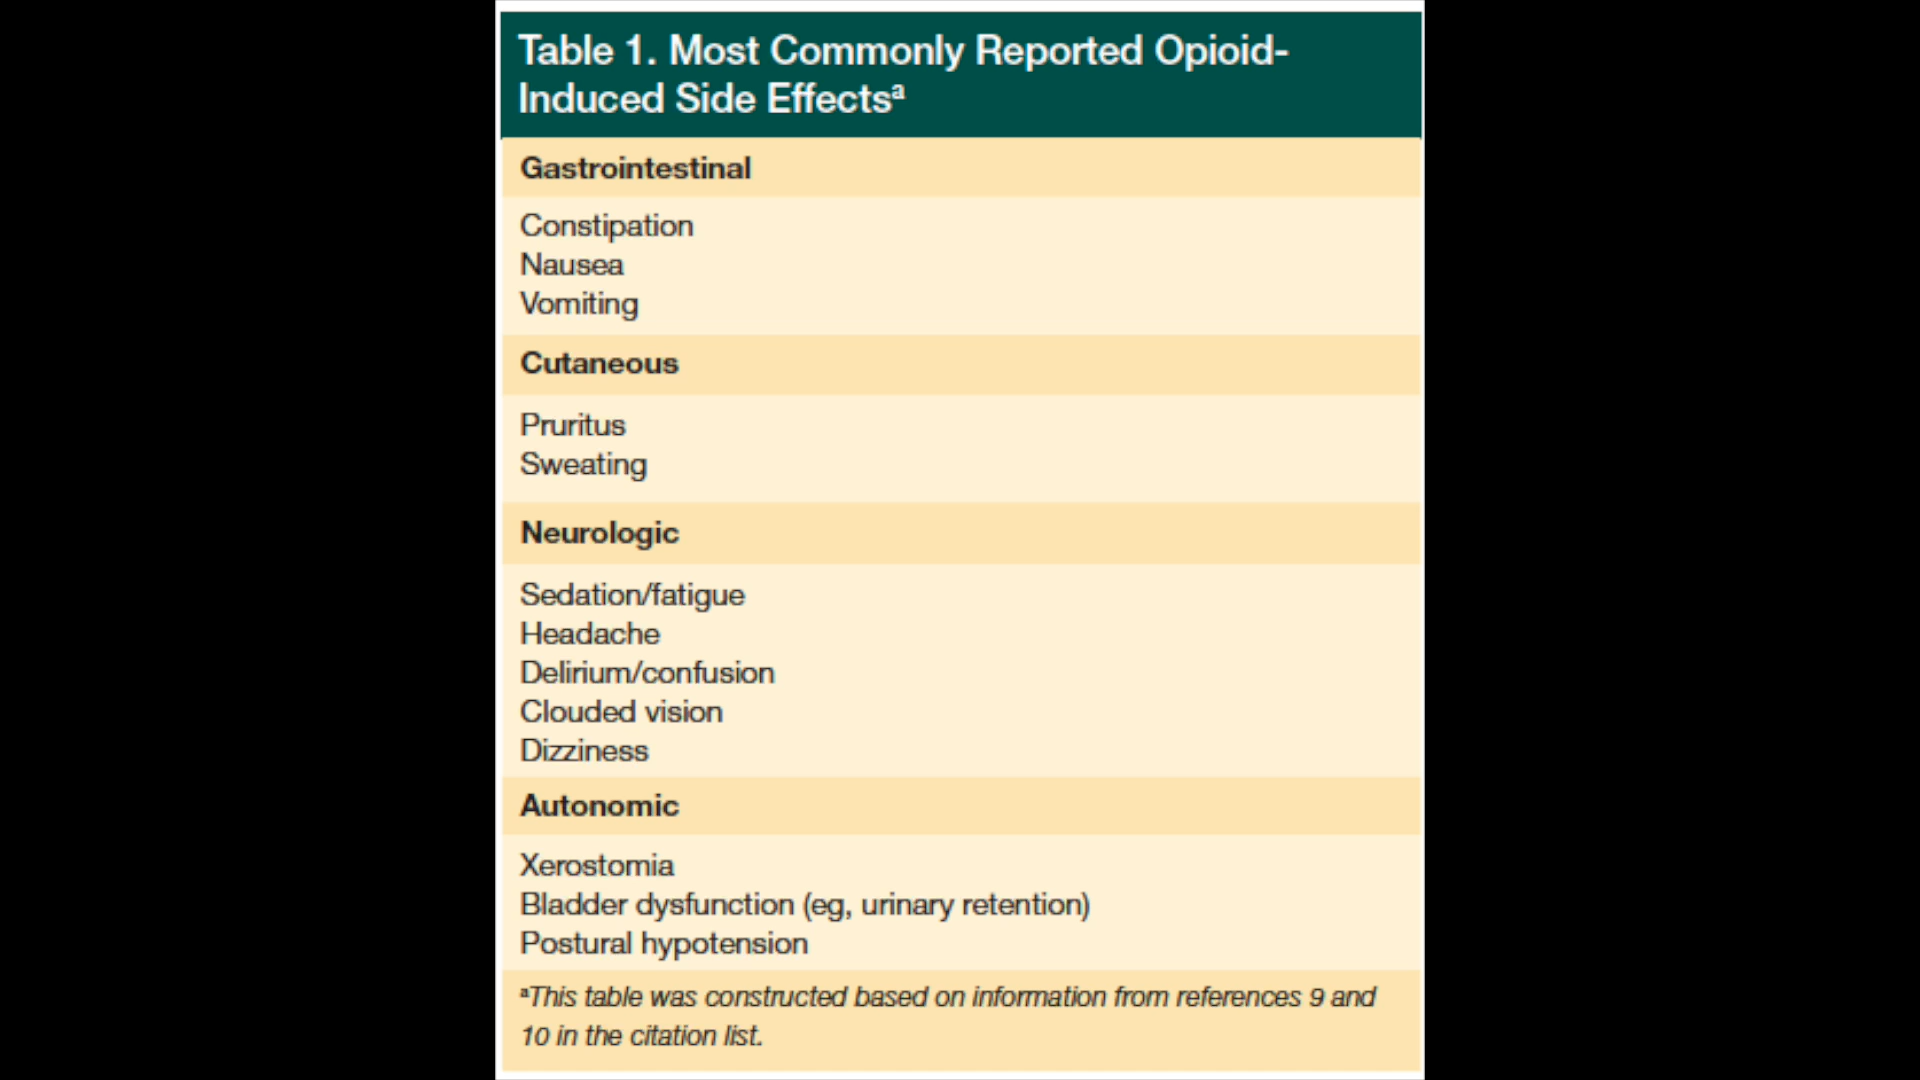 Table 1. Most Commonly Reported Opioid-
Induced Side Effectsᵃ
Gastrointestinal
Constipation
Nausea
Vomiting
Cutaneous
Pruritus
Sweating
Neurologic
Sedation/fatigue
Headache
Delirium/confusion
Clouded vision
Dizziness
Autonomic
Xerostomia
Bladder dysfunction (eg, urinary retention)
Postural hypotension
ᵃThis table was constructed based on information from references 9 and
10 in the citation list.